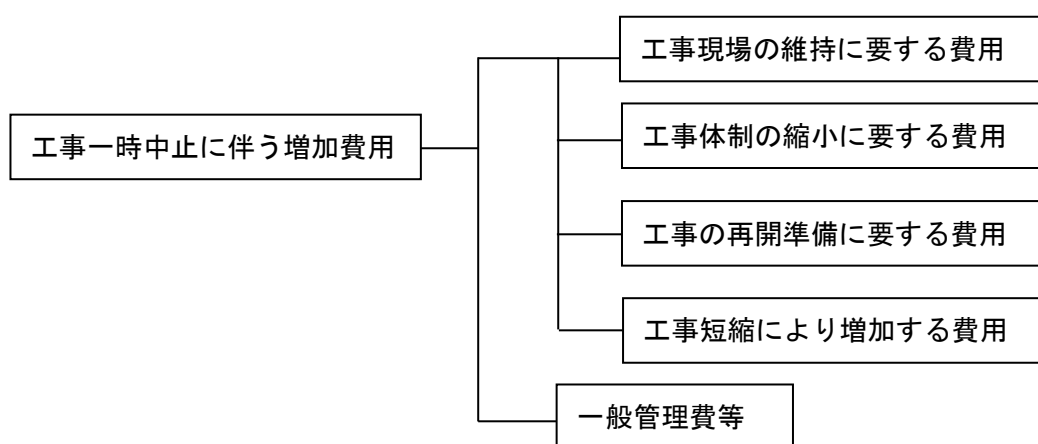 工事現場の維持に要する費用
工事一時中止に伴う増加費用
工事体制の縮小に要する費用
工事の再開準備に要する費用
工事短縮により増加する費用
一般管理費等